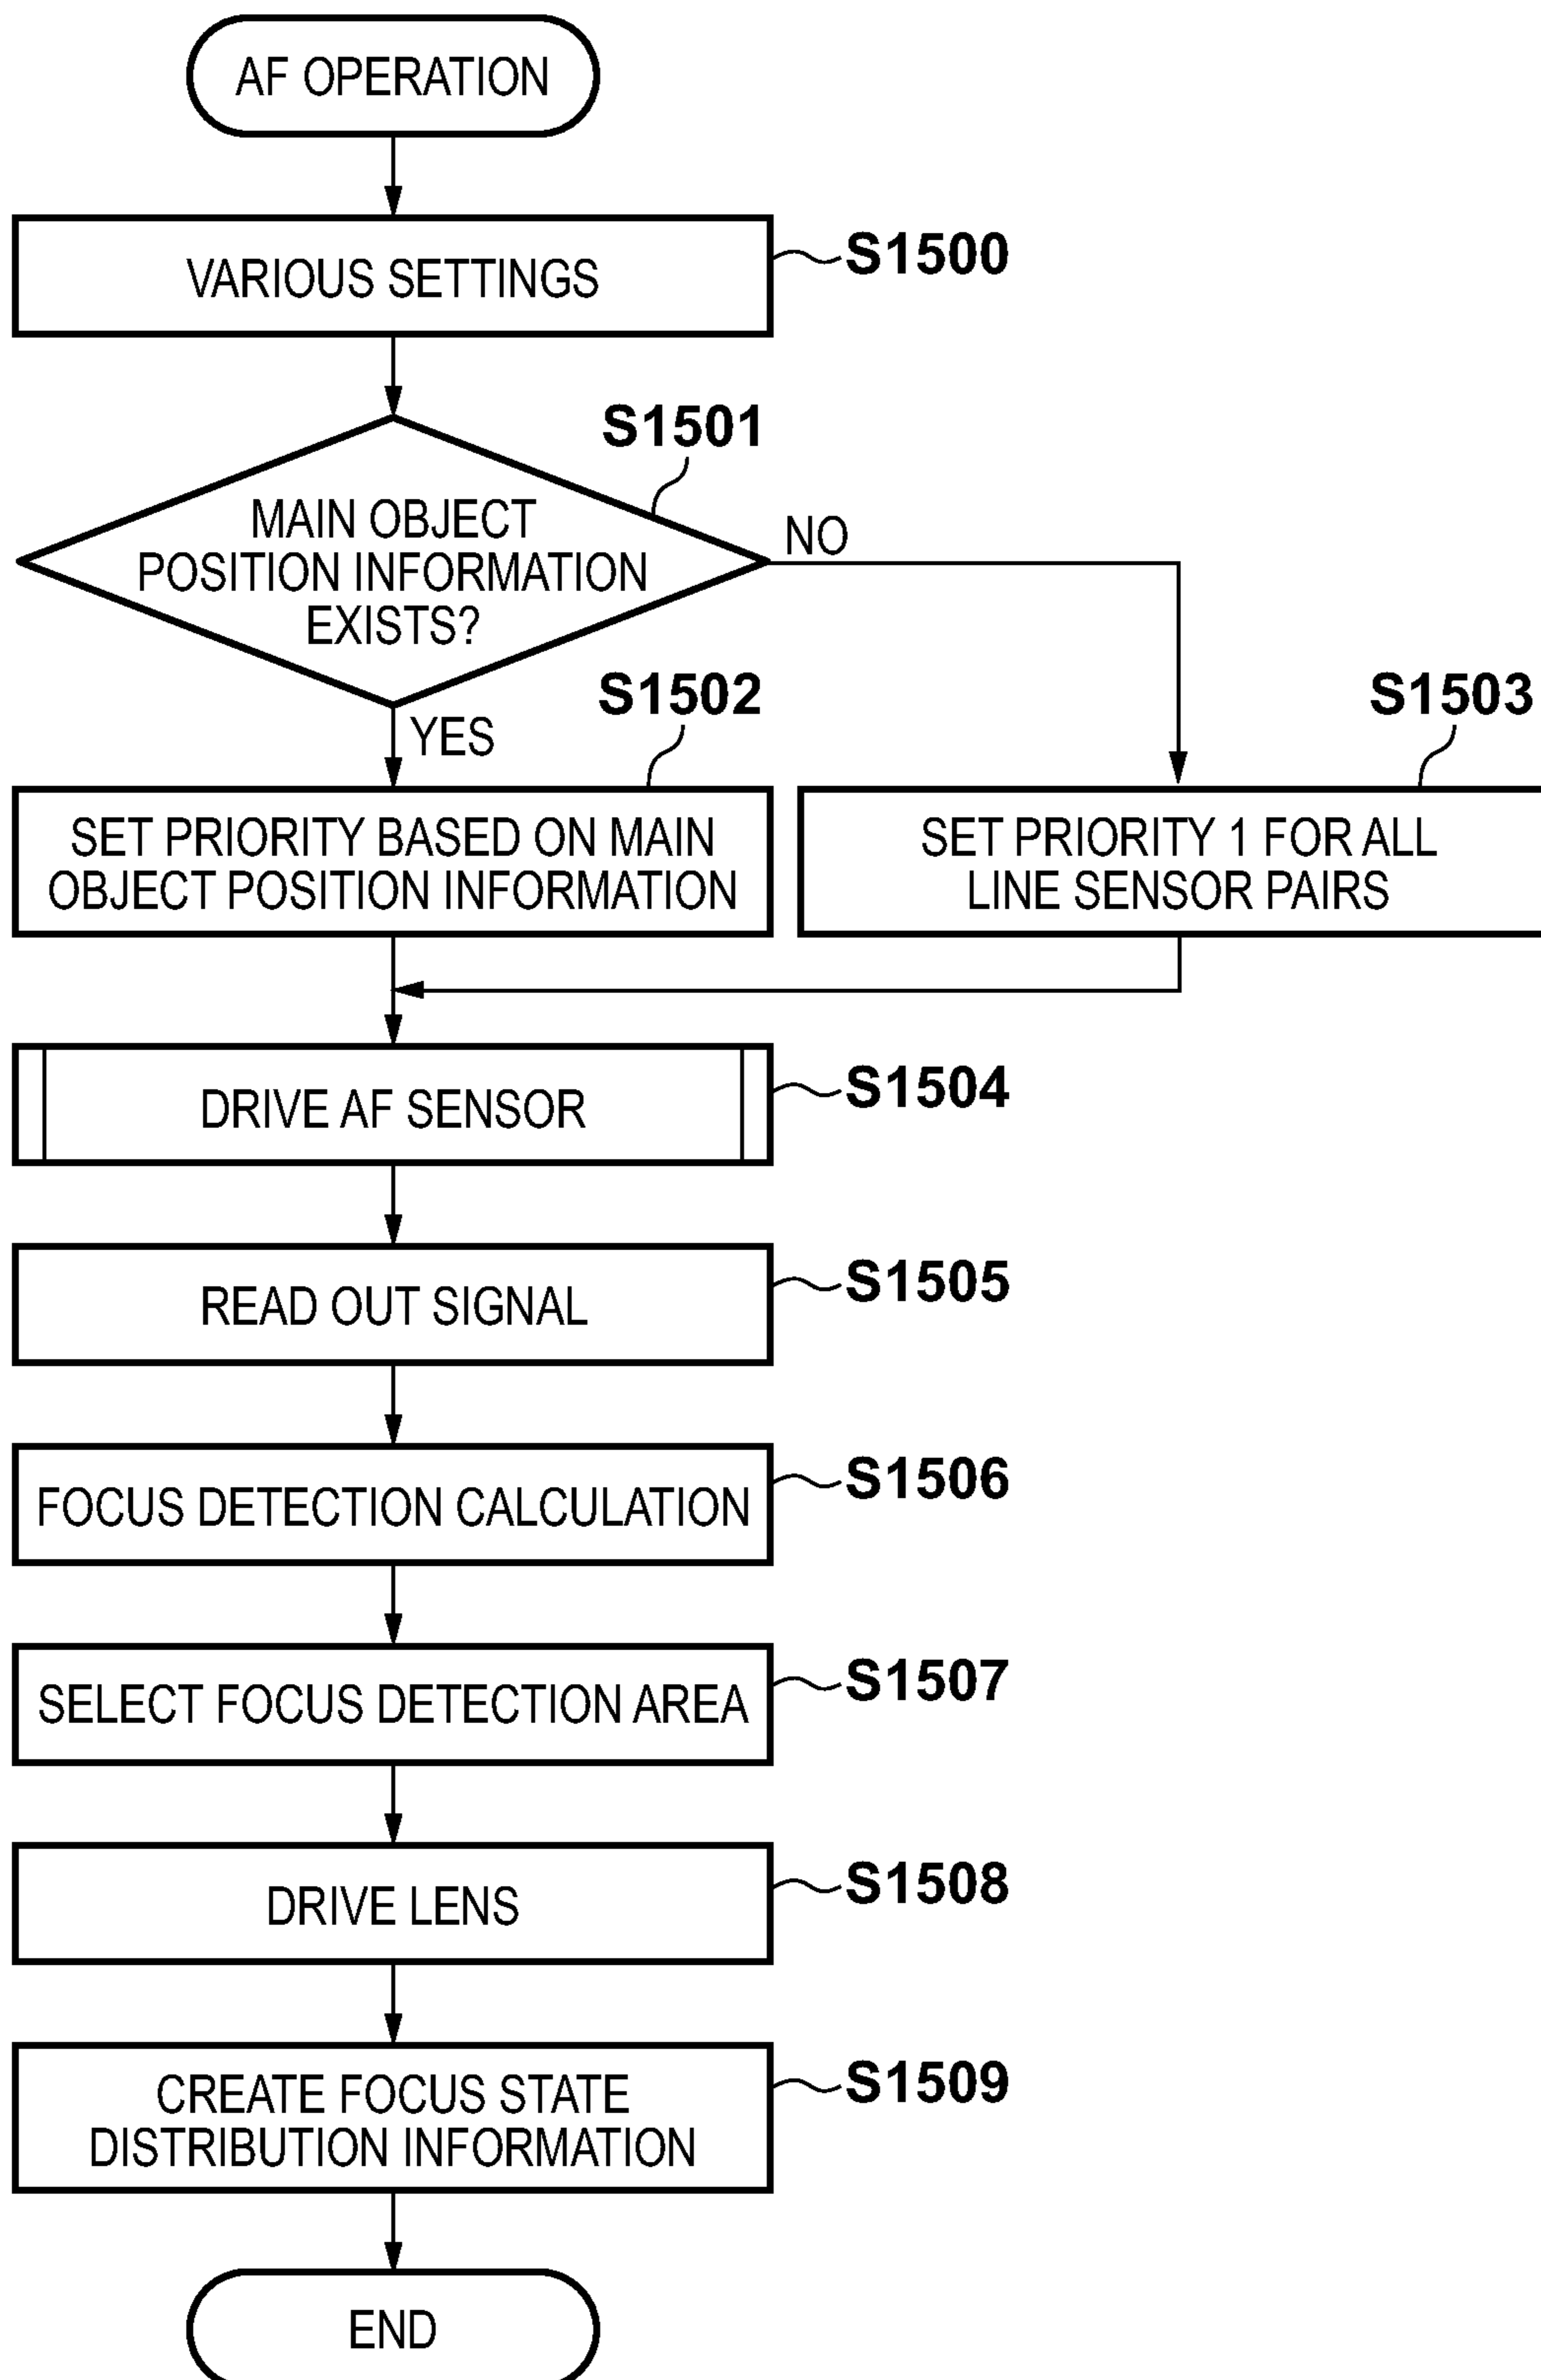 AF OPERATION
VARIOUS SETTINGS
S1500
S1501
MAIN OBJECT
POSITION INFORMATION
EXISTS?
NO
YES
S1502
S1503
SET PRIORITY BASED ON MAIN
OBJECT POSITION INFORMATION
SET PRIORITY 1 FOR ALL
LINE SENSOR PAIRS
DRIVE AF SENSOR
S1504
READ OUT SIGNAL
S1505
FOCUS DETECTION CALCULATION
S1506
SELECT FOCUS DETECTION AREA
S1507
DRIVE LENS
S1508
CREATE FOCUS STATE
DISTRIBUTION INFORMATION
S1509
END